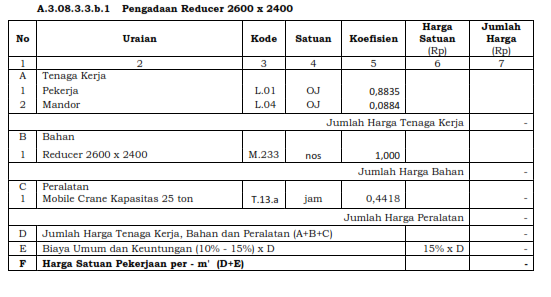 A.3.08.3.3.b.1 Pengadaan Reducer 2600 x 2400
No Uraian Kode Satuan Koefisien Harga Satuan (Rp) Jumlah Harga (Rp)
1 2 3 4 5 6 7
A Tenaga Kerja
1 Pekerja L.01 OJ 0,8835
2 Mandor L.04 OJ 0,0884
Jumlah Harga Tenaga Kerja -
B Bahan
1 Reducer 2600 x 2400 M.233 nos 1,000
Jumlah Harga Bahan -
C Peralatan
1 Mobile Crane Kapasitas 25 ton T.13.a jam 0,4418 -
Jumlah Harga Peralatan -
D Jumlah Harga Tenaga Kerja, Bahan dan Peralatan (A+B+C) -
E Biaya Umum dan Keuntungan (10% - 15%) x D 15% x D -
F Harga Satuan Pekerjaan per - m' (D+E) -